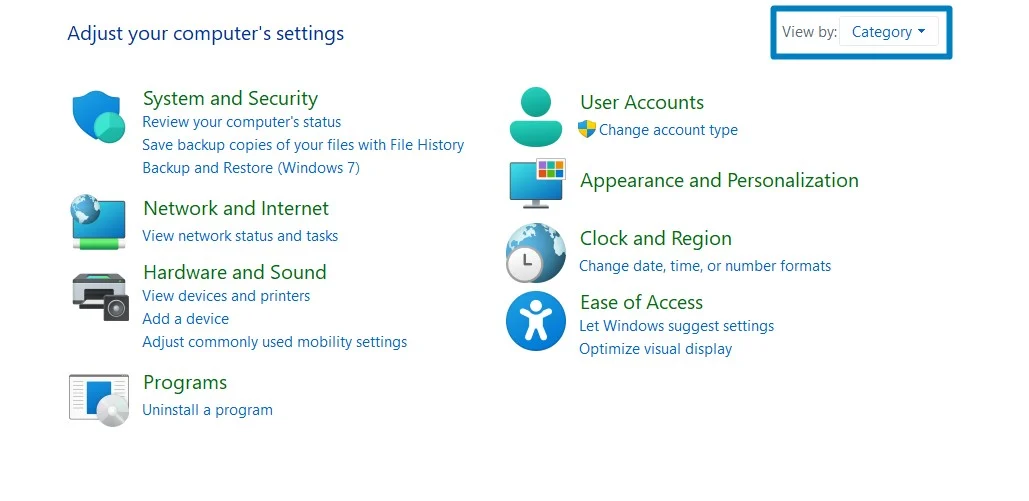 Adjust your computer's settings
View by: Category
System and Security
Review your computer's status
Save backup copies of your files with File History
Backup and Restore (Windows 7)
Network and Internet
View network status and tasks
Hardware and Sound
View devices and printers
Add a device
Adjust commonly used mobility settings
Programs
Uninstall a program
User Accounts
Change account type
Appearance and Personalization
Clock and Region
Change date, time, or number formats
Ease of Access
Let Windows suggest settings
Optimize visual display